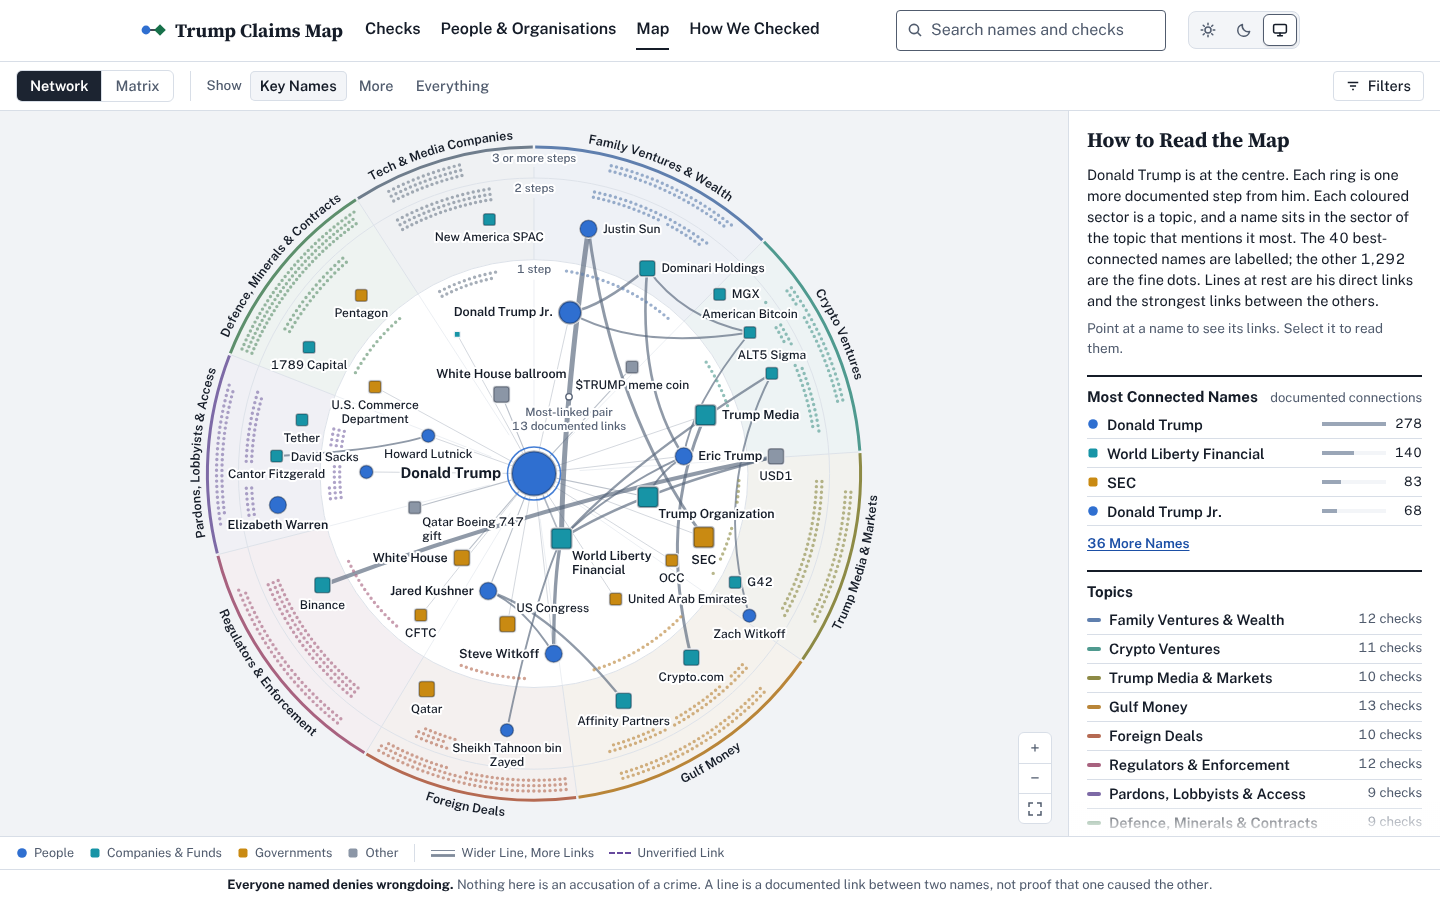 Trump Claims Map
Checks
People & Organisations
Map
How We Checked
Search names and checks
Network
Matrix
Show
Key Names
More
Everything
Filters
Tech & Media Companies
Family Ventures & Wealth
Crypto Ventures
Trump Media & Markets
Gulf Money
Foreign Deals
Regulators & Enforcement
Pardons, Lobbyists & Access
Defence, Minerals & Contracts
3 or more steps
2 steps
1 step
New America SPAC
Justin Sun
Dominari Holdings
MGX
American Bitcoin
Donald Trump Jr.
Pentagon
ALT5 Sigma
1789 Capital
White House ballroom
$TRUMP meme coin
U.S. Commerce
Department
Most-linked pair
13 documented links
Trump Media
Tether
David Sacks
Howard Lutnick
Eric Trump
Cantor Fitzgerald
Donald Trump
USD1
Elizabeth Warren
Qatar Boeing 747
gift
Trump Organization
White House
World Liberty
Financial
SEC
OCC
G42
Binance
Jared Kushner
United Arab Emirates
US Congress
CFTC
Zach Witkoff
Steve Witkoff
Crypto.com
Qatar
Affinity Partners
Sheikh Tahnoon bin
Zayed
+
−
How to Read the Map
Donald Trump is at the centre. Each ring is one
more documented step from him. Each coloured
sector is a topic, and a name sits in the sector of
the topic that mentions it most. The 40 best-
connected names are labelled; the other 1,292
are the fine dots. Lines at rest are his direct links
and the strongest links between the others.
Point at a name to see its links. Select it to read
them.
Most Connected Names documented connections
Donald Trump 278
World Liberty Financial 140
SEC 83
Donald Trump Jr. 68
36 More Names
Topics
Family Ventures & Wealth 12 checks
Crypto Ventures 11 checks
Trump Media & Markets 10 checks
Gulf Money 13 checks
Foreign Deals 10 checks
Regulators & Enforcement 12 checks
Pardons, Lobbyists & Access 9 checks
Defence, Minerals & Contracts 9 checks
People
Companies & Funds
Governments
Other
Wider Line, More Links
Unverified Link
Everyone named denies wrongdoing. Nothing here is an accusation of a crime. A line is a documented link between two names, not proof that one caused the other.